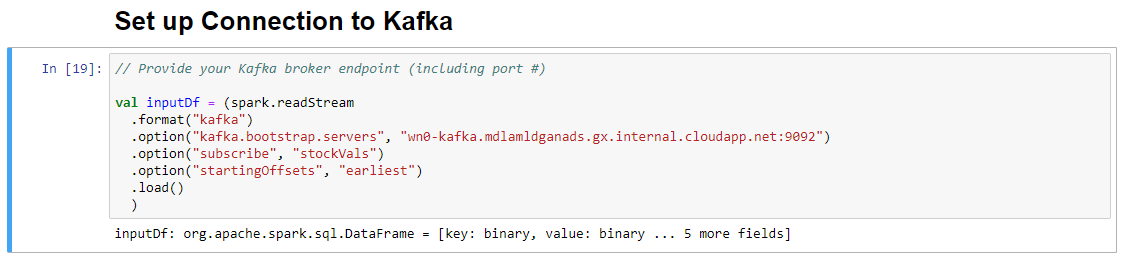 Set up Connection to Kafka
In [19]:
// Provide your Kafka broker endpoint (including port #)
val inputDf = (spark.readStream
  .format("kafka")
  .option("kafka.bootstrap.servers", "wn0-kafka.mdlamldganads.gx.internal.cloudapp.net:9092")
  .option("subscribe", "stockVals")
  .option("startingOffsets", "earliest")
  .load()
  )
inputDf: org.apache.spark.sql.DataFrame = [key: binary, value: binary ... 5 more fields]